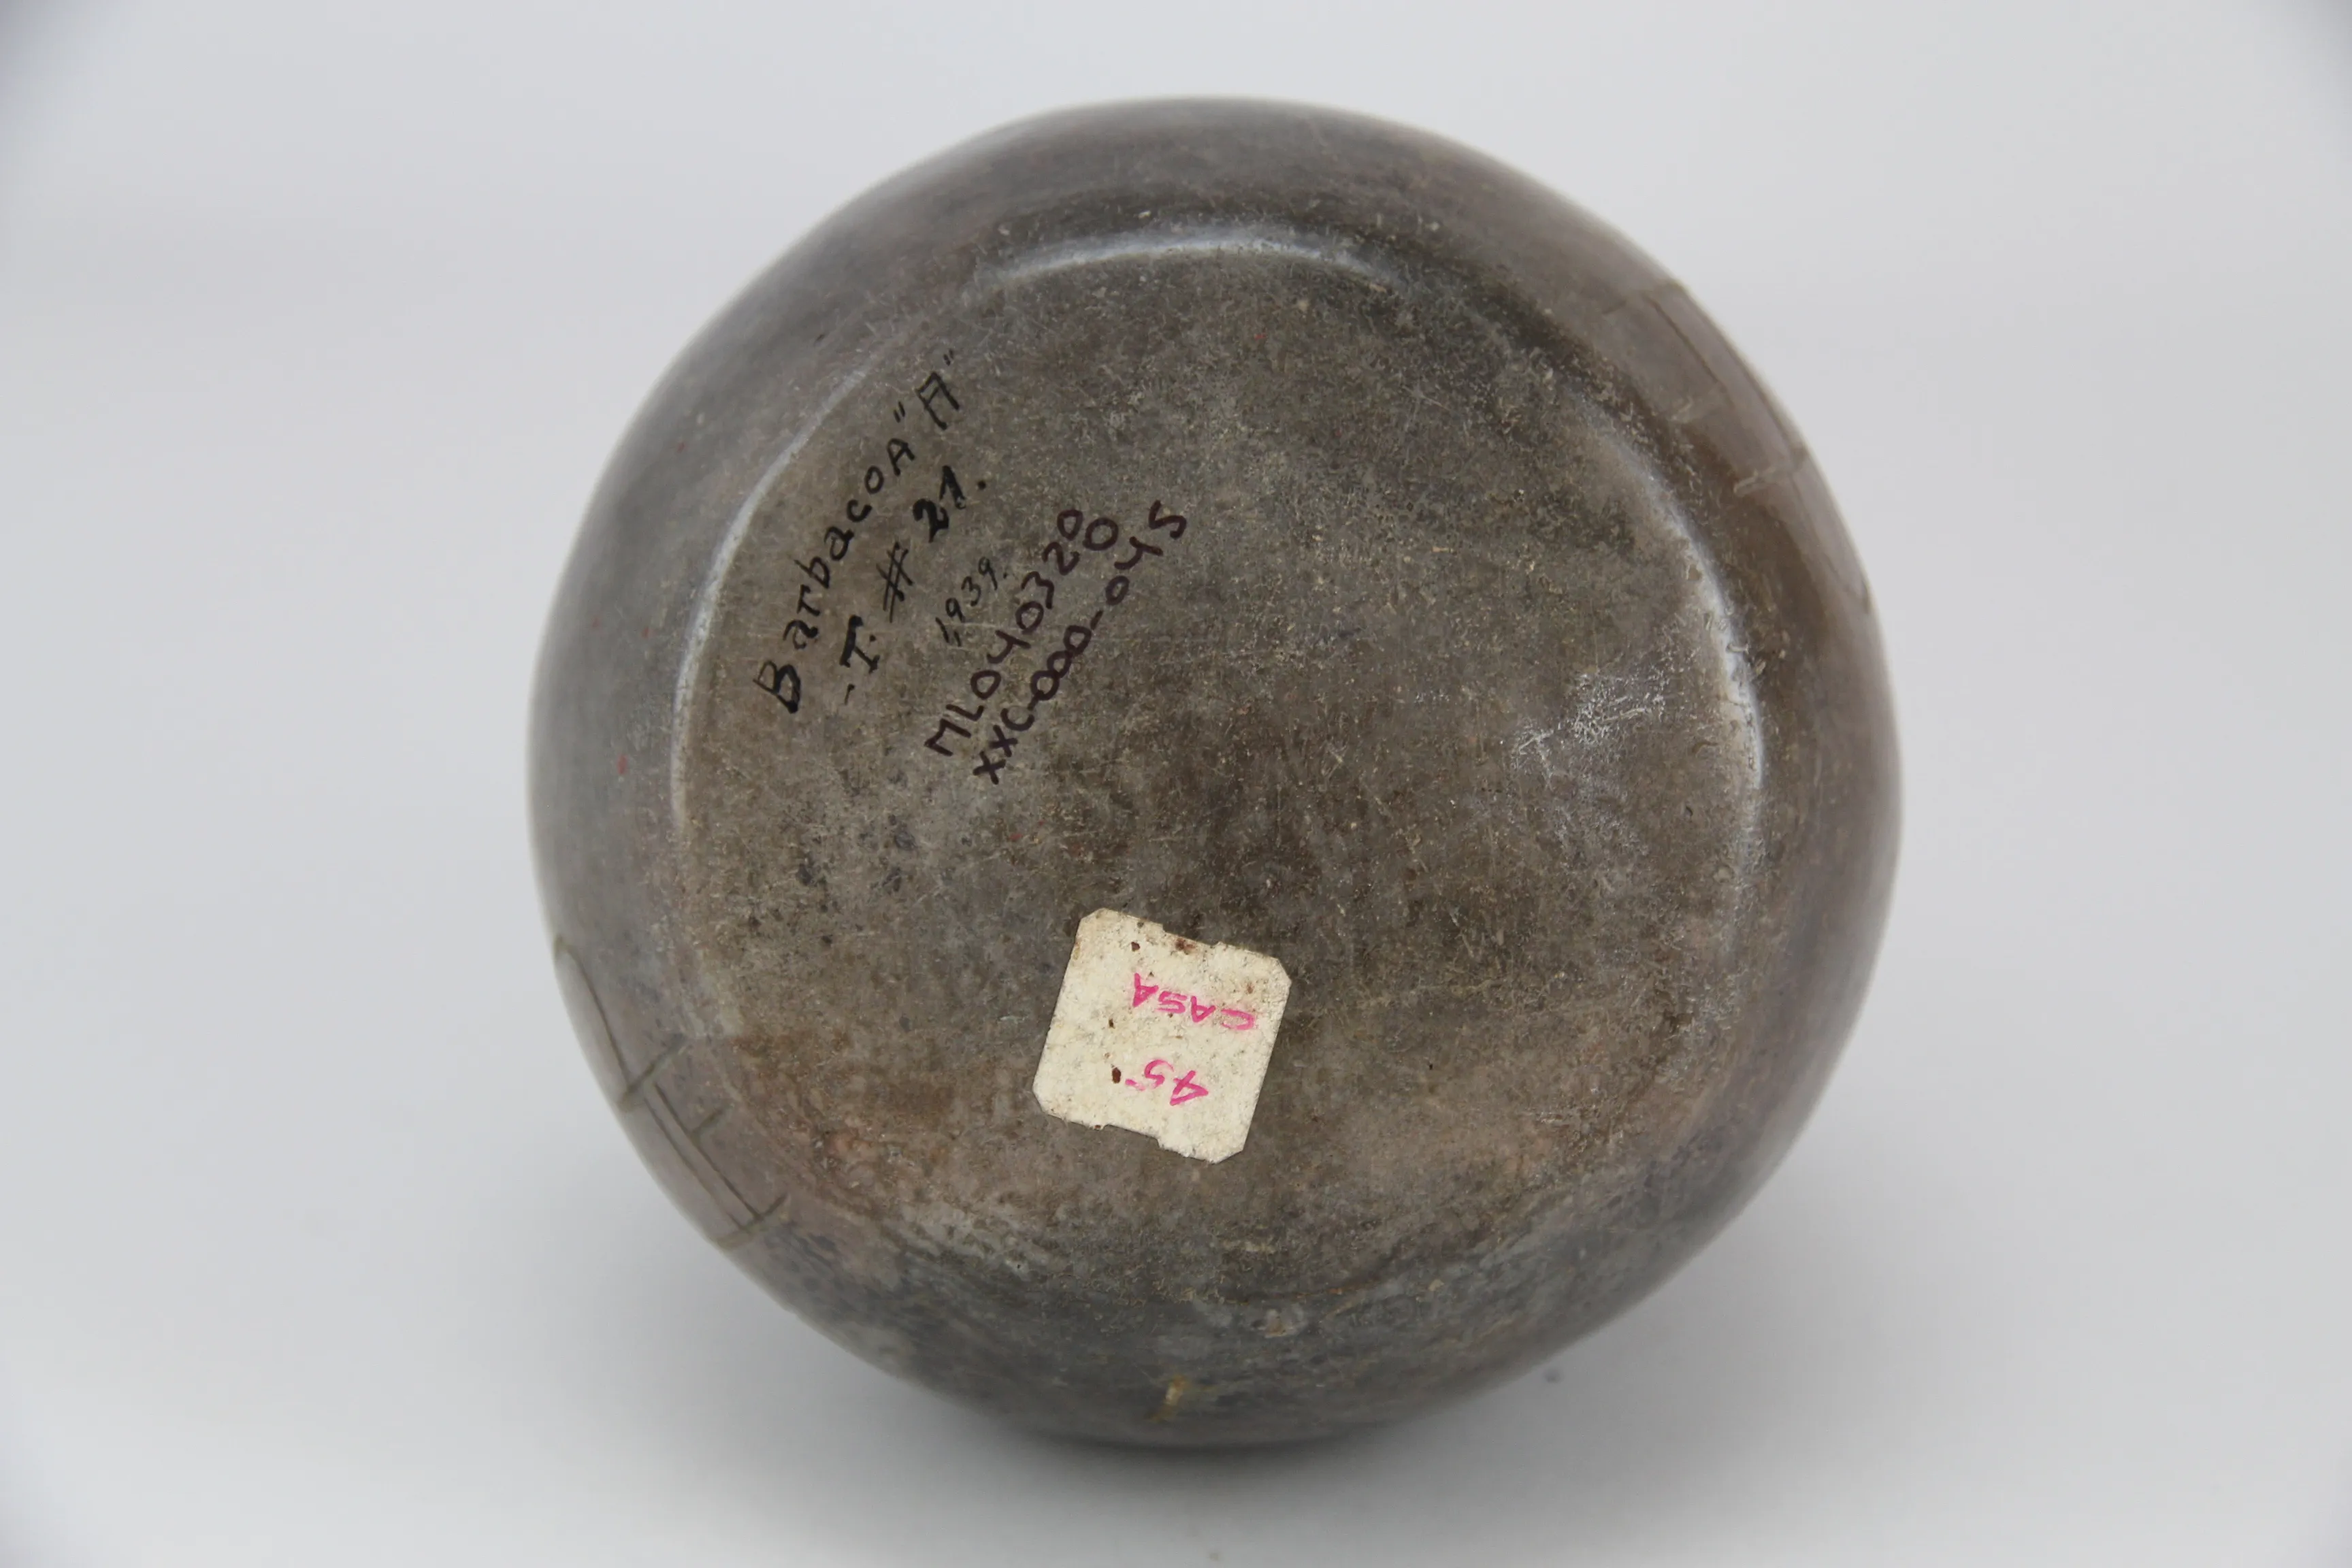 BarbacoA "A"
-T. # 21.
1939.
ML040320
XXC-000-045
45
CASA